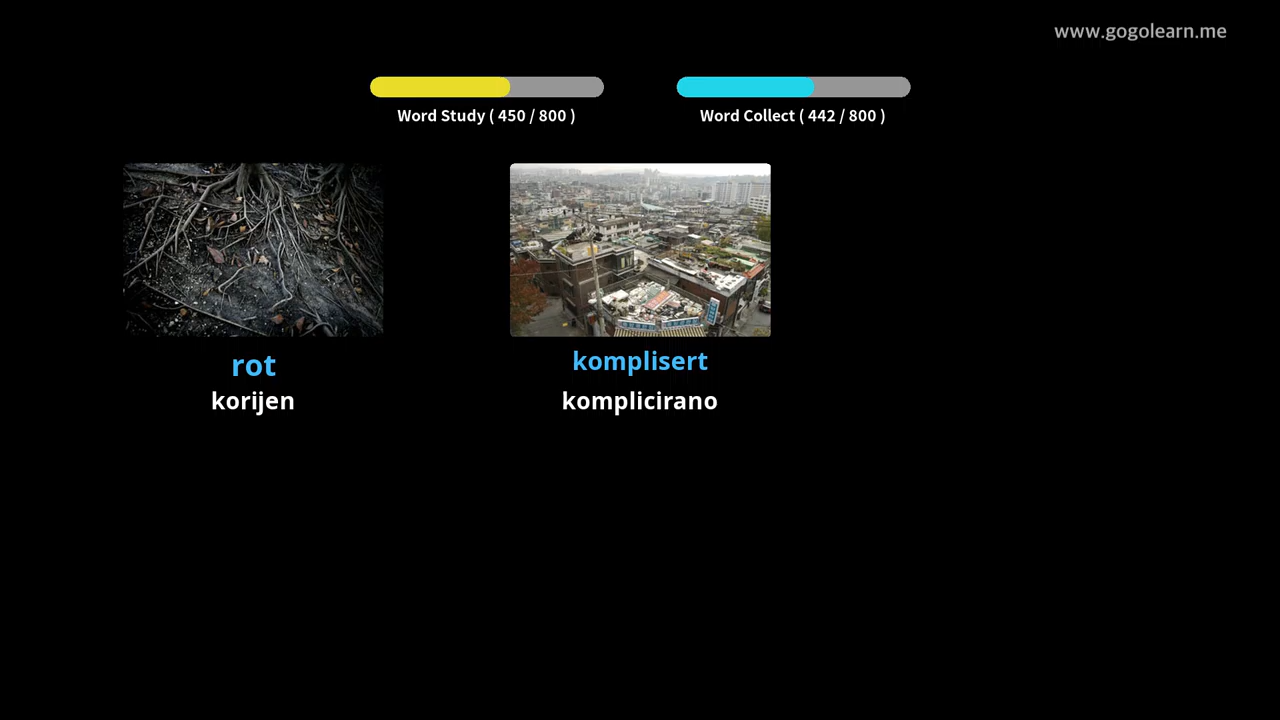 www.gogolearn.me
Word Study ( 450 / 800 )
Word Collect ( 442 / 800 )
rot
korijen
komplisert
komplicirano